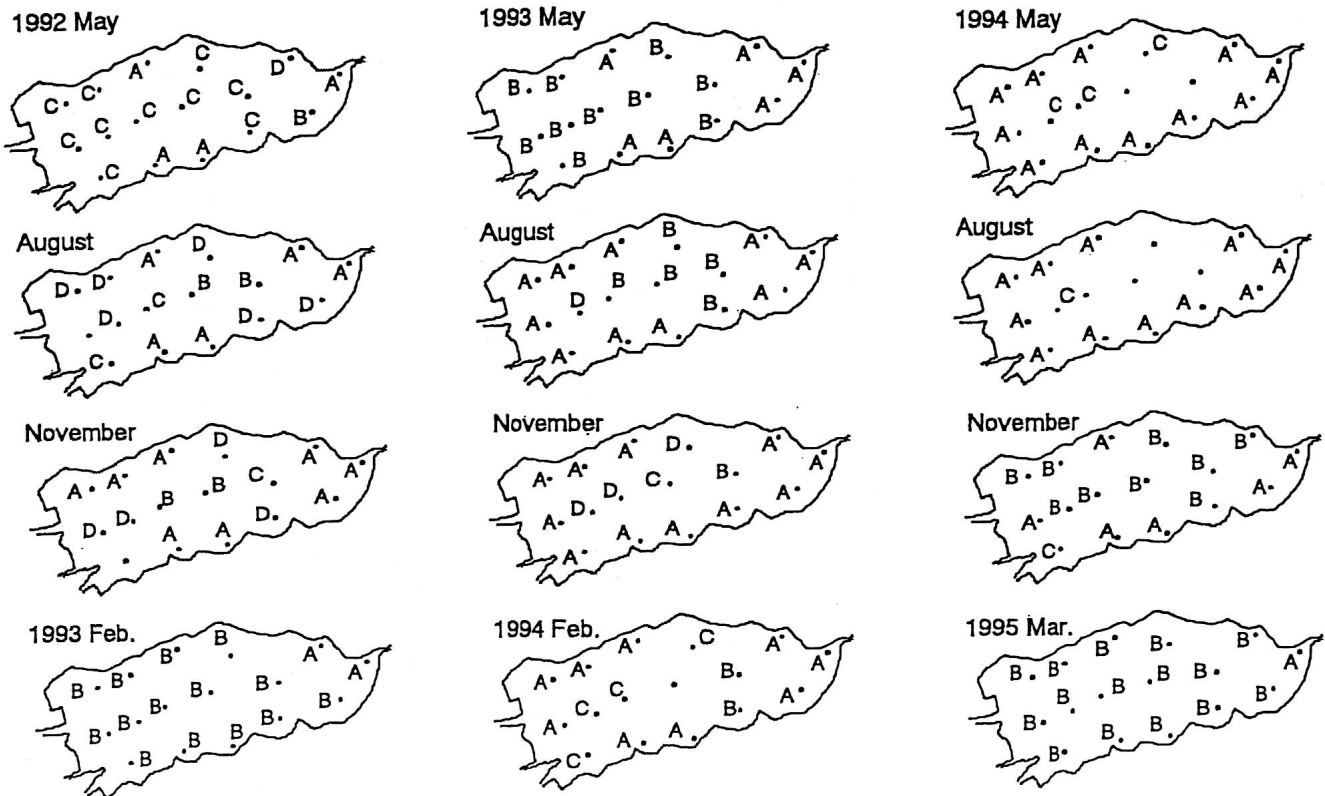 1992 May
C
A D A
C C C C
C C C C B
C A A
C
1993 May
B
A A A
B B B B
B B B B A
B A A
1994 May
C
A A A
A A C C A
A A
A A A
August
D
A A A
D D C B B
D D D
C A A
August
B
A A A
A A B B B
A D B A
A A A
August
A A A
A A
C A A
A A A A
November
D
A A A
A A B B C
D D D A
A A
November
D
A A A
A A C B
A D D A A
A A A
November
B
A B A
B B B B
A B B B A
C A A
1993 Feb.
B
B A A
B B B B B
B B B B
B B B
1994 Feb.
C
A A A
A A C B
A C B A
C A A
1995 Mar.
B
B B A
B B B B B
B B B
B B B
B